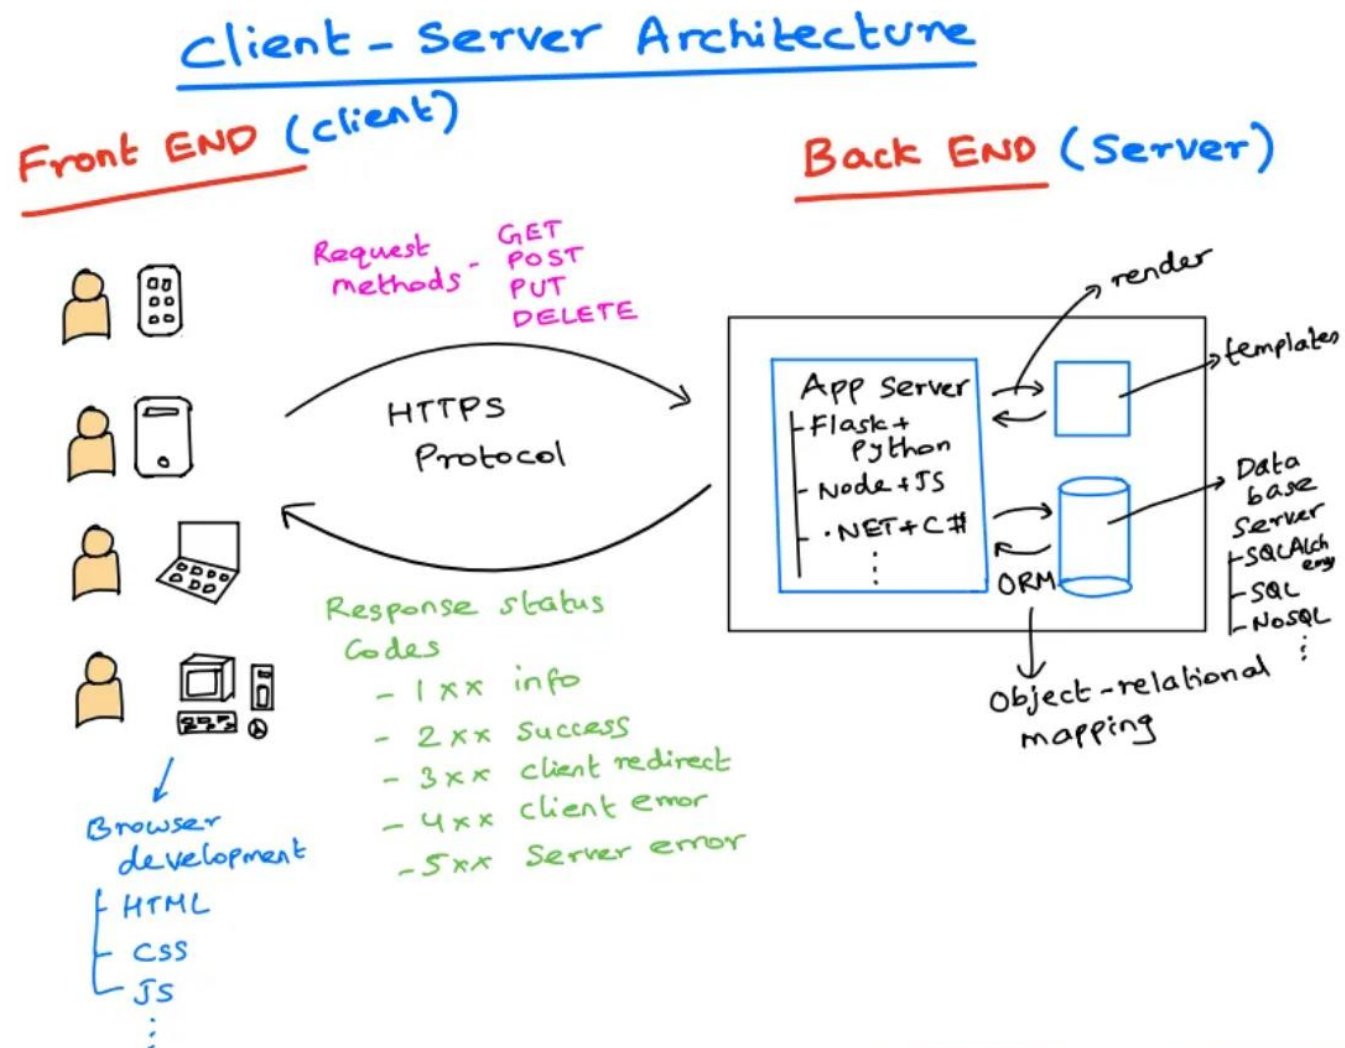 Client - Server Architecture
Front END (Client)
Back END (Server)
Request methods -
GET
POST
PUT
DELETE
HTTPS
Protocol
Response status
Codes
- 1xx info
- 2xx Success
- 3xx client redirect
- 4xx client error
- 5xx Server error
Browser
development
HTML
CSS
JS
⋮
render
templates
App Server
- Flask +
Python
- Node + JS
- .NET + C#
⋮
ORM
Object-relational
mapping
Data
base
Server
- SQLAlch
emy
- SQL
- NoSQL
⋮